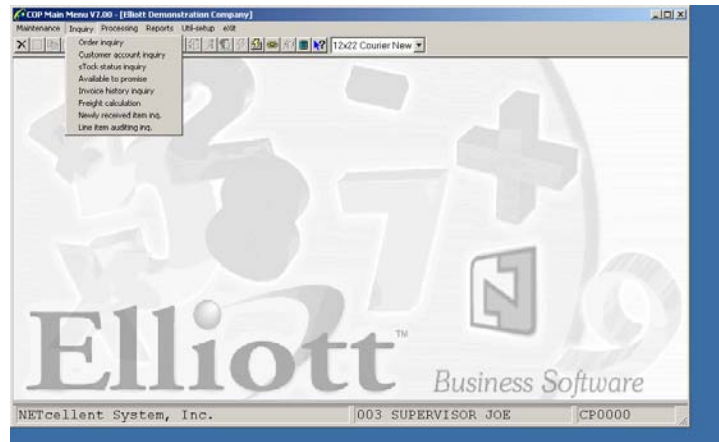 COP Main Menu V7.00 - [Elliott Demonstration Company]
Maintenance Inquiry Processing Reports Util-setup eXit
12x22 Courier New
Order inquiry
Customer account inquiry
sTock status inquiry
Available to promise
Invoice history inquiry
Freight calculation
Newly received item inq.
Line item auditing inq.
Elliott™
Business Software
NETcellent System, Inc. 003 SUPERVISOR JOE CP0000